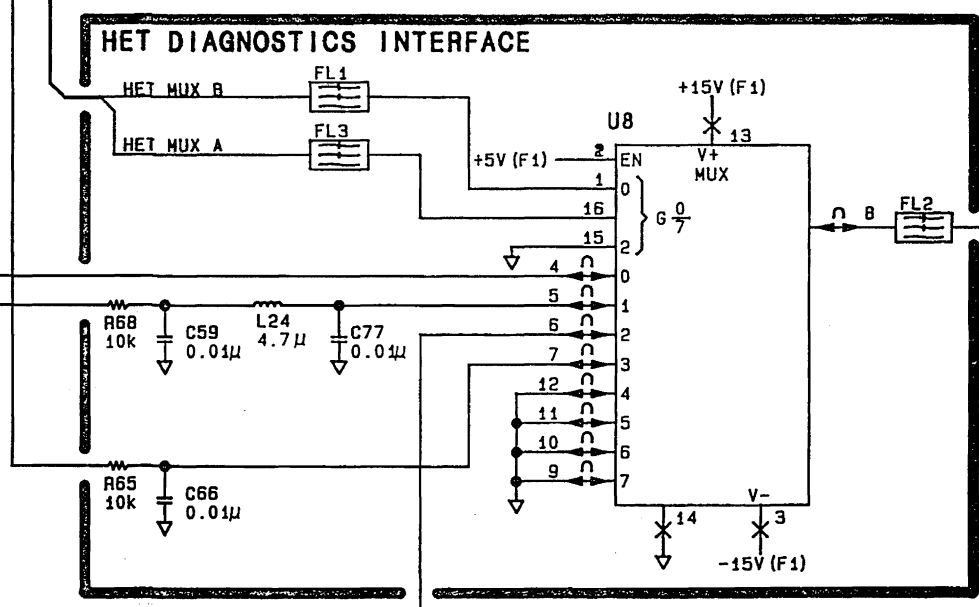 HET DIAGNOSTICS INTERFACE
HET MUX B
FL1
HET MUX A
FL3
+15V(F1)
U8
13
V+
MUX
+5V(F1)
2
EN
1
0
16
G 0/7
15
2
8
FL2
4
0
5
1
6
2
7
3
12
4
11
5
10
6
9
7
R68
10k
C59
0.01µ
L24
4.7µ
C77
0.01µ
R65
10k
C66
0.01µ
V-
14
3
-15V(F1)